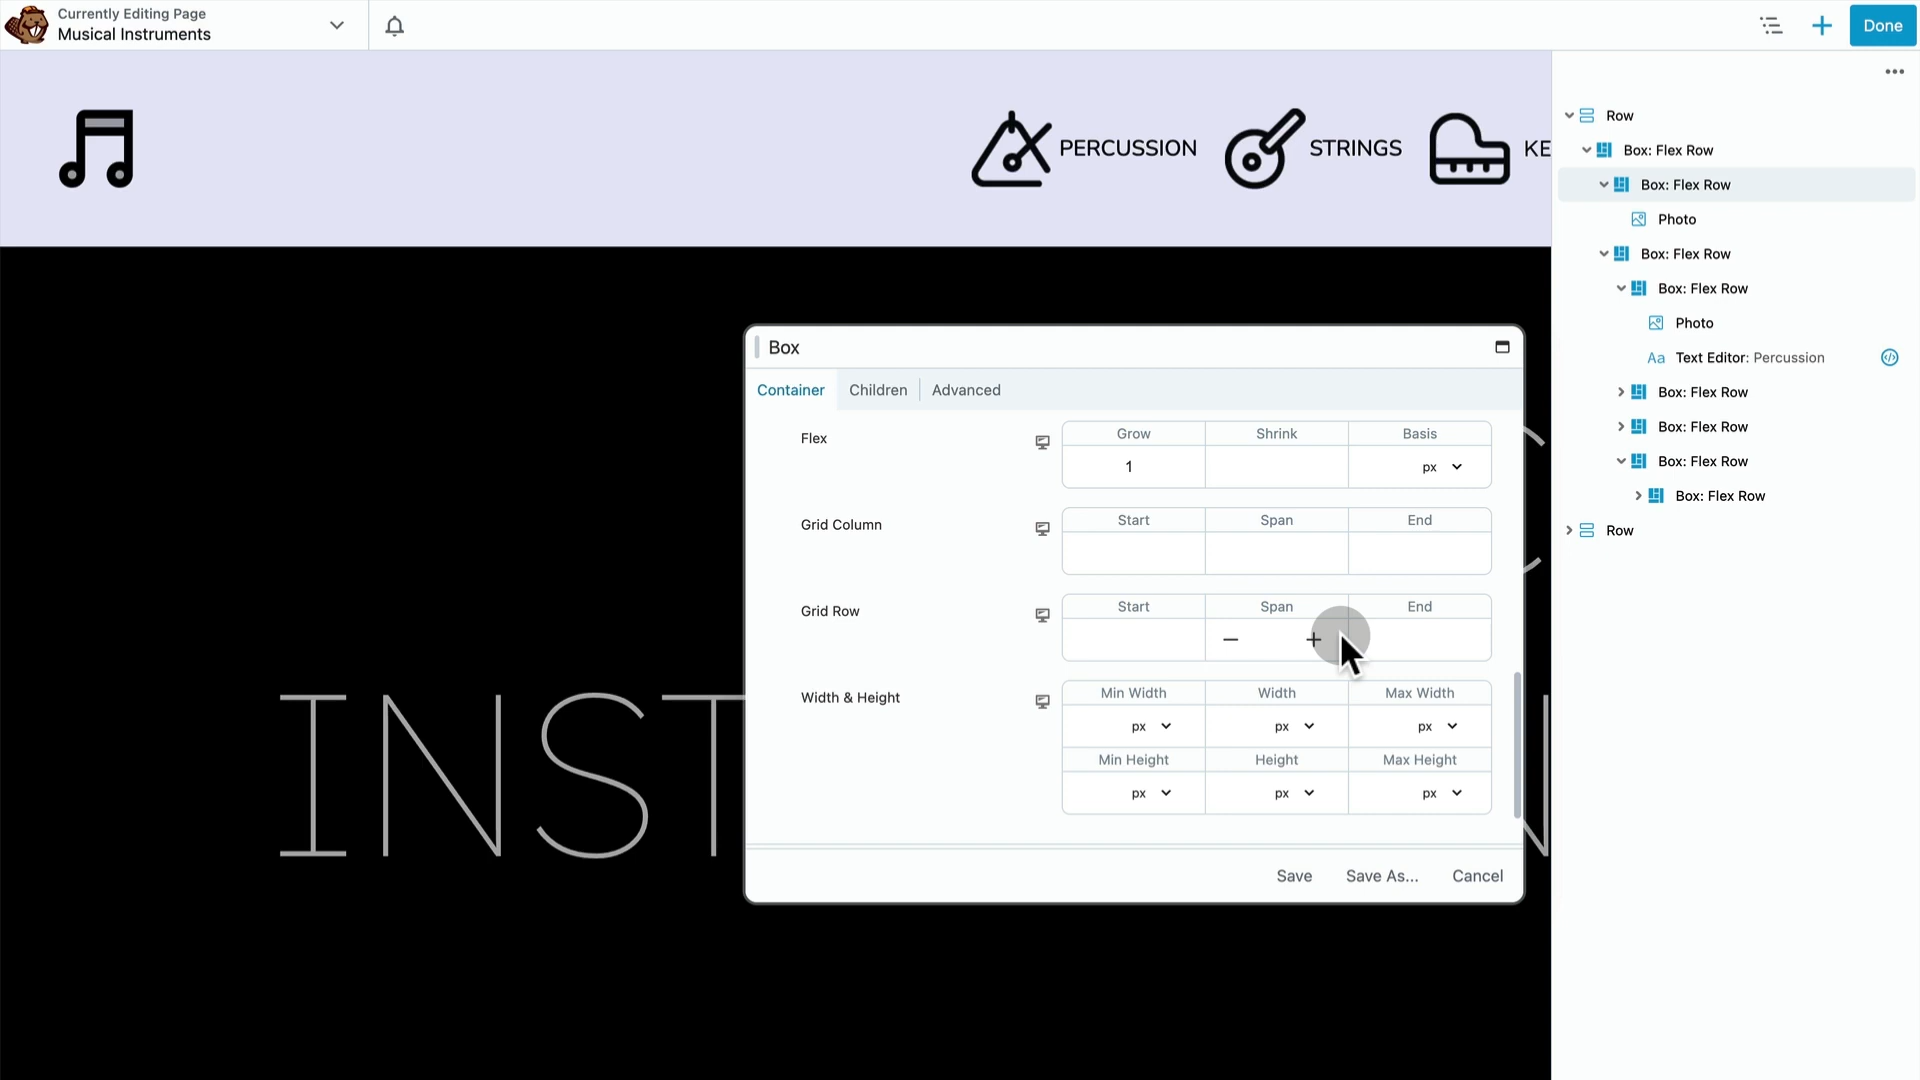 Currently Editing Page
Musical Instruments
Done
PERCUSSION
STRINGS
KE
INST
Box
Container
Children
Advanced
Flex
Grow
Shrink
Basis
1
px
Grid Column
Start
Span
End
Grid Row
Start
Span
End
Width & Height
Min Width
Width
Max Width
px
px
px
Min Height
Height
Max Height
px
px
px
Save
Save As...
Cancel
Row
Box: Flex Row
Box: Flex Row
Photo
Box: Flex Row
Box: Flex Row
Photo
Aa Text Editor: Percussion
Box: Flex Row
Box: Flex Row
Box: Flex Row
Box: Flex Row
Row